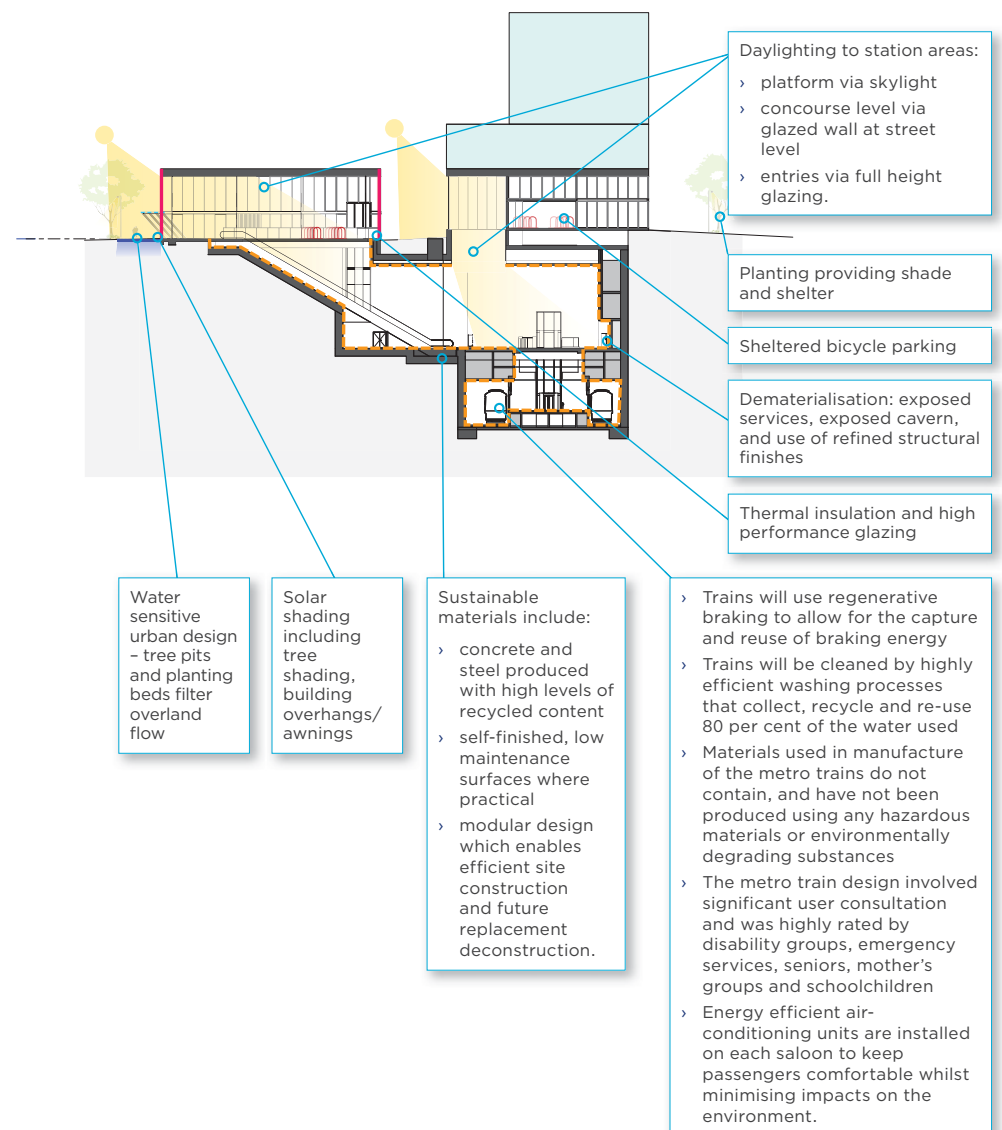 Daylighting to station areas:
› platform via skylight
› concourse level via
glazed wall at street
level
› entries via full height
glazing.
Planting providing shade
and shelter
Sheltered bicycle parking
Dematerialisation: exposed
services, exposed cavern,
and use of refined structural
finishes
Thermal insulation and high
performance glazing
Water
sensitive
urban design
– tree pits
and planting
beds filter
overland
flow
Solar
shading
including
tree
shading,
building
overhangs/
awnings
Sustainable
materials include:
› concrete and
steel produced
with high levels of
recycled content
› self-finished, low
maintenance
surfaces where
practical
› modular design
which enables
efficient site
construction
and future
replacement
deconstruction.
› Trains will use regenerative
braking to allow for the capture
and reuse of braking energy
› Trains will be cleaned by highly
efficient washing processes
that collect, recycle and re-use
80 per cent of the water used
› Materials used in manufacture
of the metro trains do not
contain, and have not been
produced using any hazardous
materials or environmentally
degrading substances
› The metro train design involved
significant user consultation
and was highly rated by
disability groups, emergency
services, seniors, mother's
groups and schoolchildren
› Energy efficient air-
conditioning units are installed
on each saloon to keep
passengers comfortable whilst
minimising impacts on the
environment.